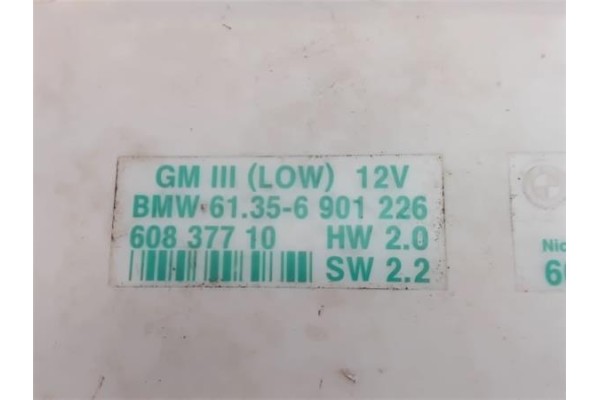 GM III (LOW) 12V
BMW 61.35-6 901 226
608 377 10 HW 2.0
SW 2.2